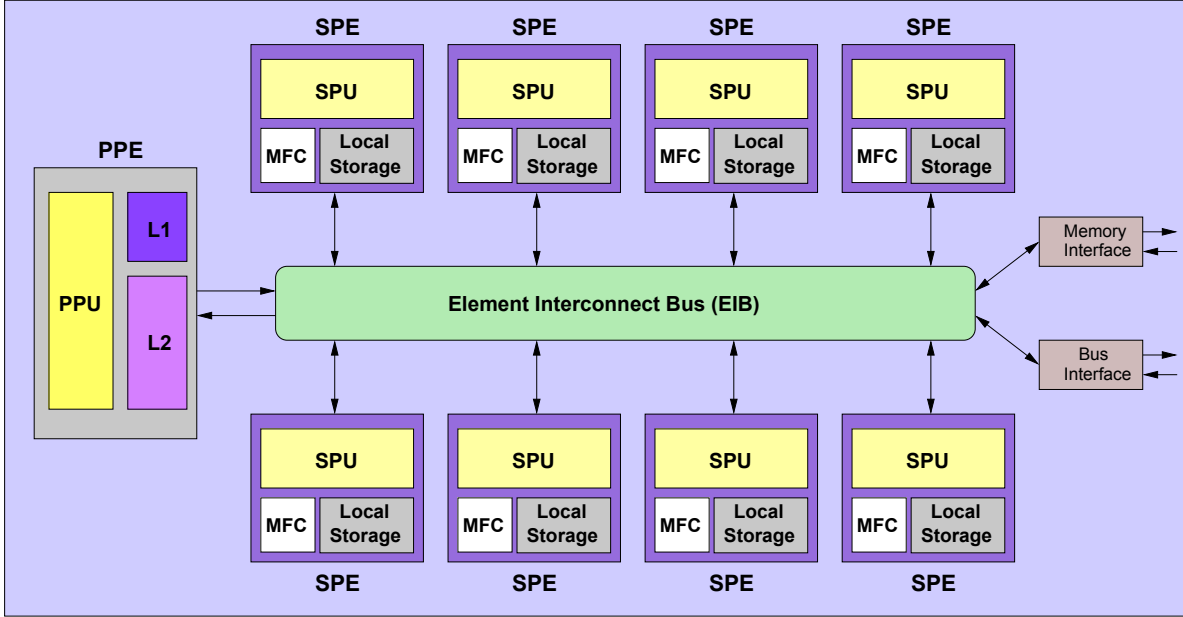 SPE SPE SPE SPE
SPU SPU SPU SPU
MFC Local Storage MFC Local Storage MFC Local Storage MFC Local Storage
PPE
PPU
L1
L2
Element Interconnect Bus (EIB)
Memory
Interface
Bus
Interface
SPU SPU SPU SPU
MFC Local Storage MFC Local Storage MFC Local Storage MFC Local Storage
SPE SPE SPE SPE